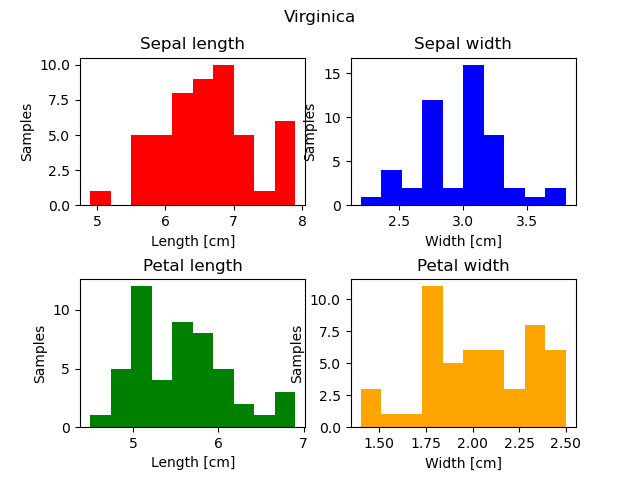 Virginica
Sepal length
Samples
10.0
7.5
5.0
2.5
0.0
5 6 7 8
Length [cm]
Sepal width
Samples
15
10
5
0
2.5 3.0 3.5
Width [cm]
Petal length
Samples
10
5
0
5 6 7
Length [cm]
Petal width
Samples
10.0
7.5
5.0
2.5
0.0
1.50 1.75 2.00 2.25 2.50
Width [cm]